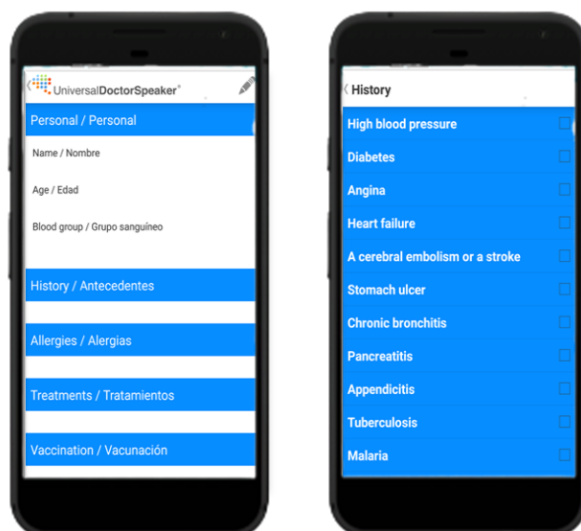 UniversalDoctorSpeaker®
Personal / Personal
Name / Nombre
Age / Edad
Blood group / Grupo sanguíneo
History / Antecedentes
Allergies / Alergias
Treatments / Tratamientos
Vaccination / Vacunación
History
High blood pressure
Diabetes
Angina
Heart failure
A cerebral embolism or a stroke
Stomach ulcer
Chronic bronchitis
Pancreatitis
Appendicitis
Tuberculosis
Malaria